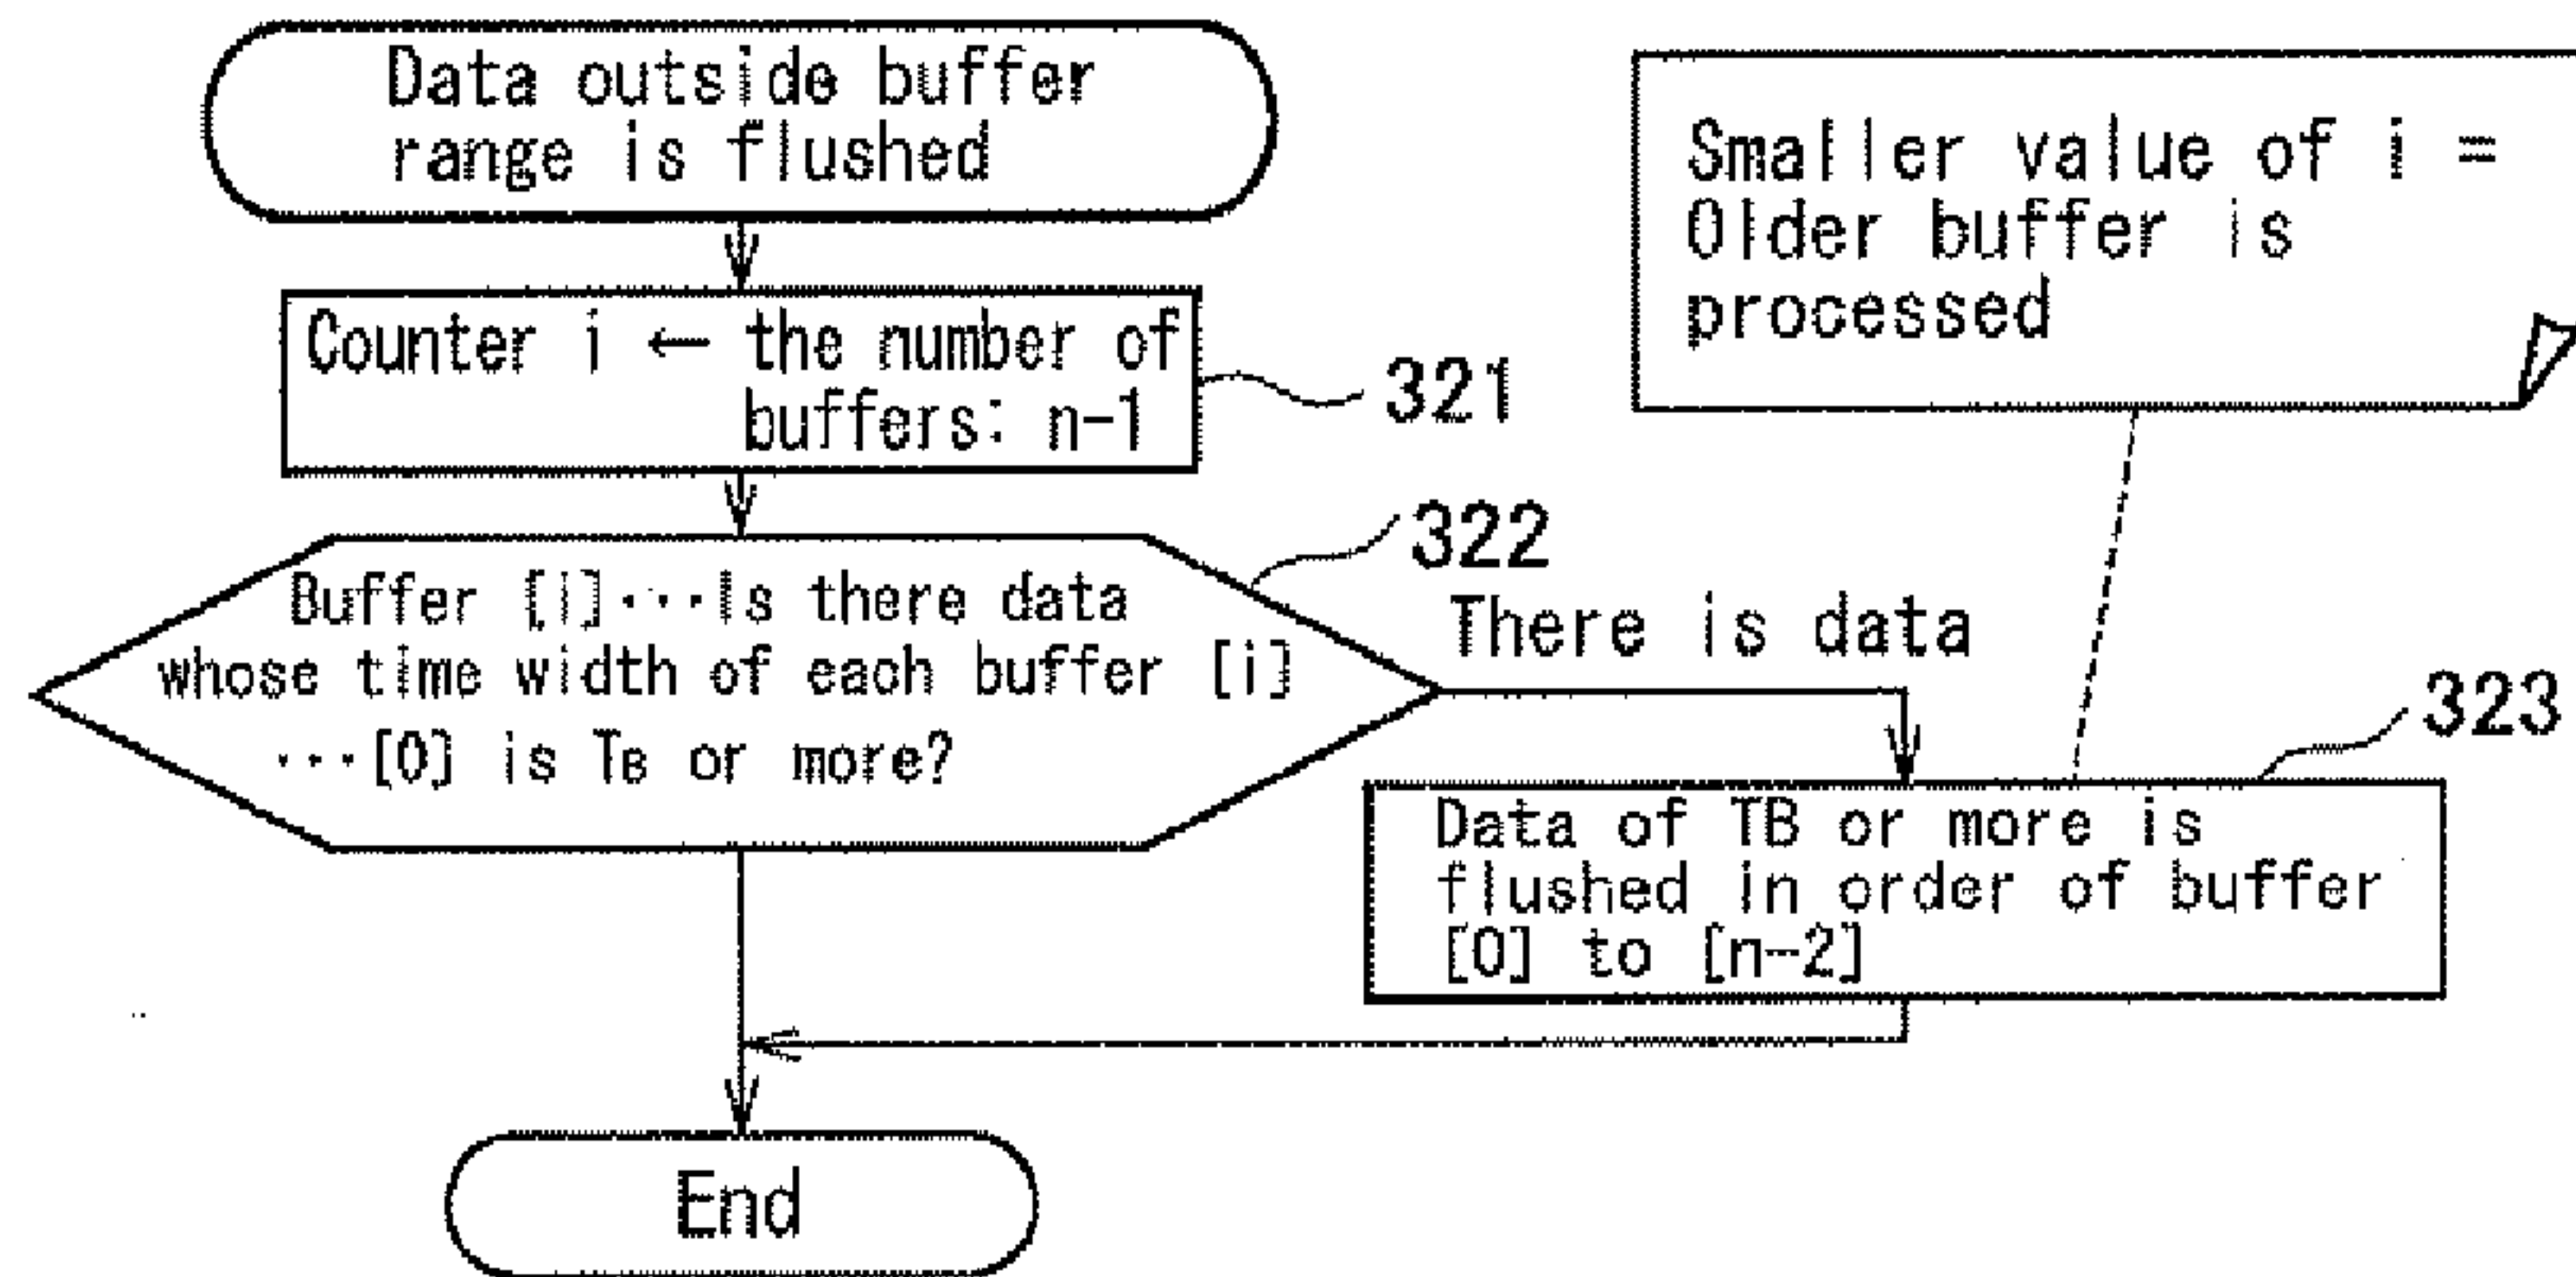 Data outside buffer
range is flushed
Counter i ← the number of
buffers: n-1
321
Smaller value of i =
Older buffer is
processed
322
Buffer [i]···Is there data
whose time width of each buffer [i]
···[0] is TB or more?
There is data
323
Data of TB or more is
flushed in order of buffer
[0] to [n-2]
End